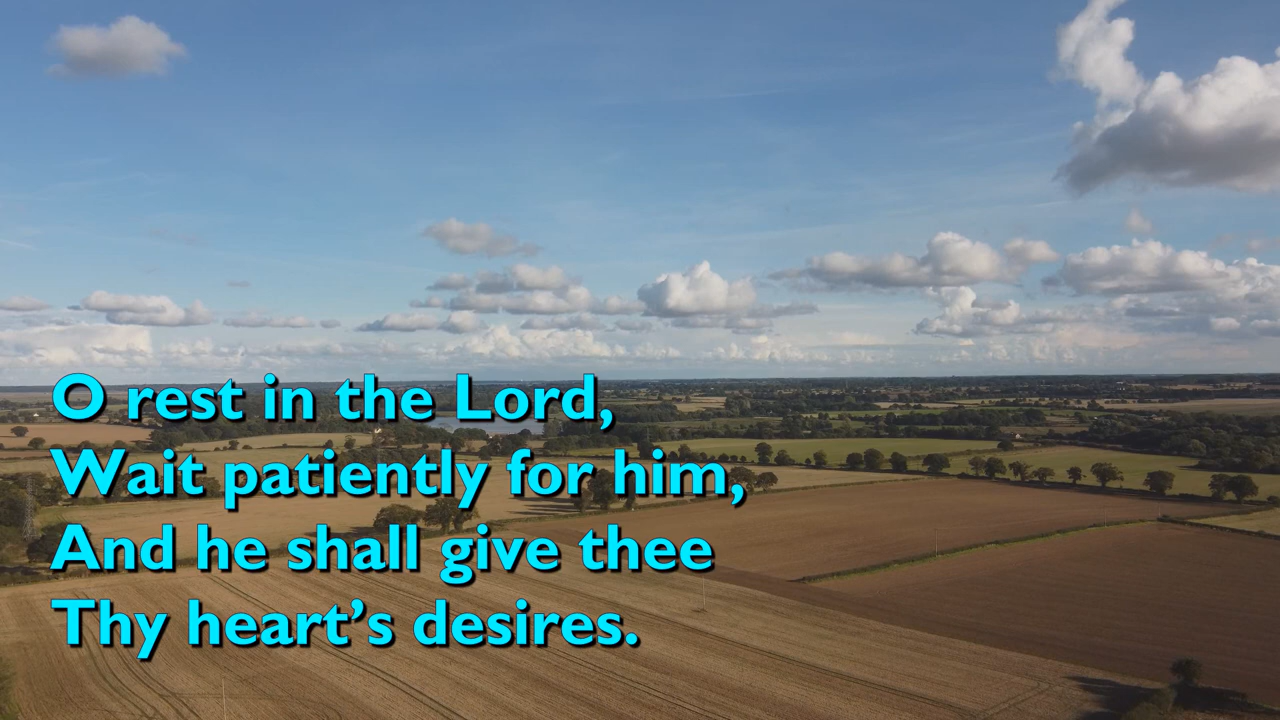 O rest in the Lord,
Wait patiently for him,
And he shall give thee
Thy heart’s desires.